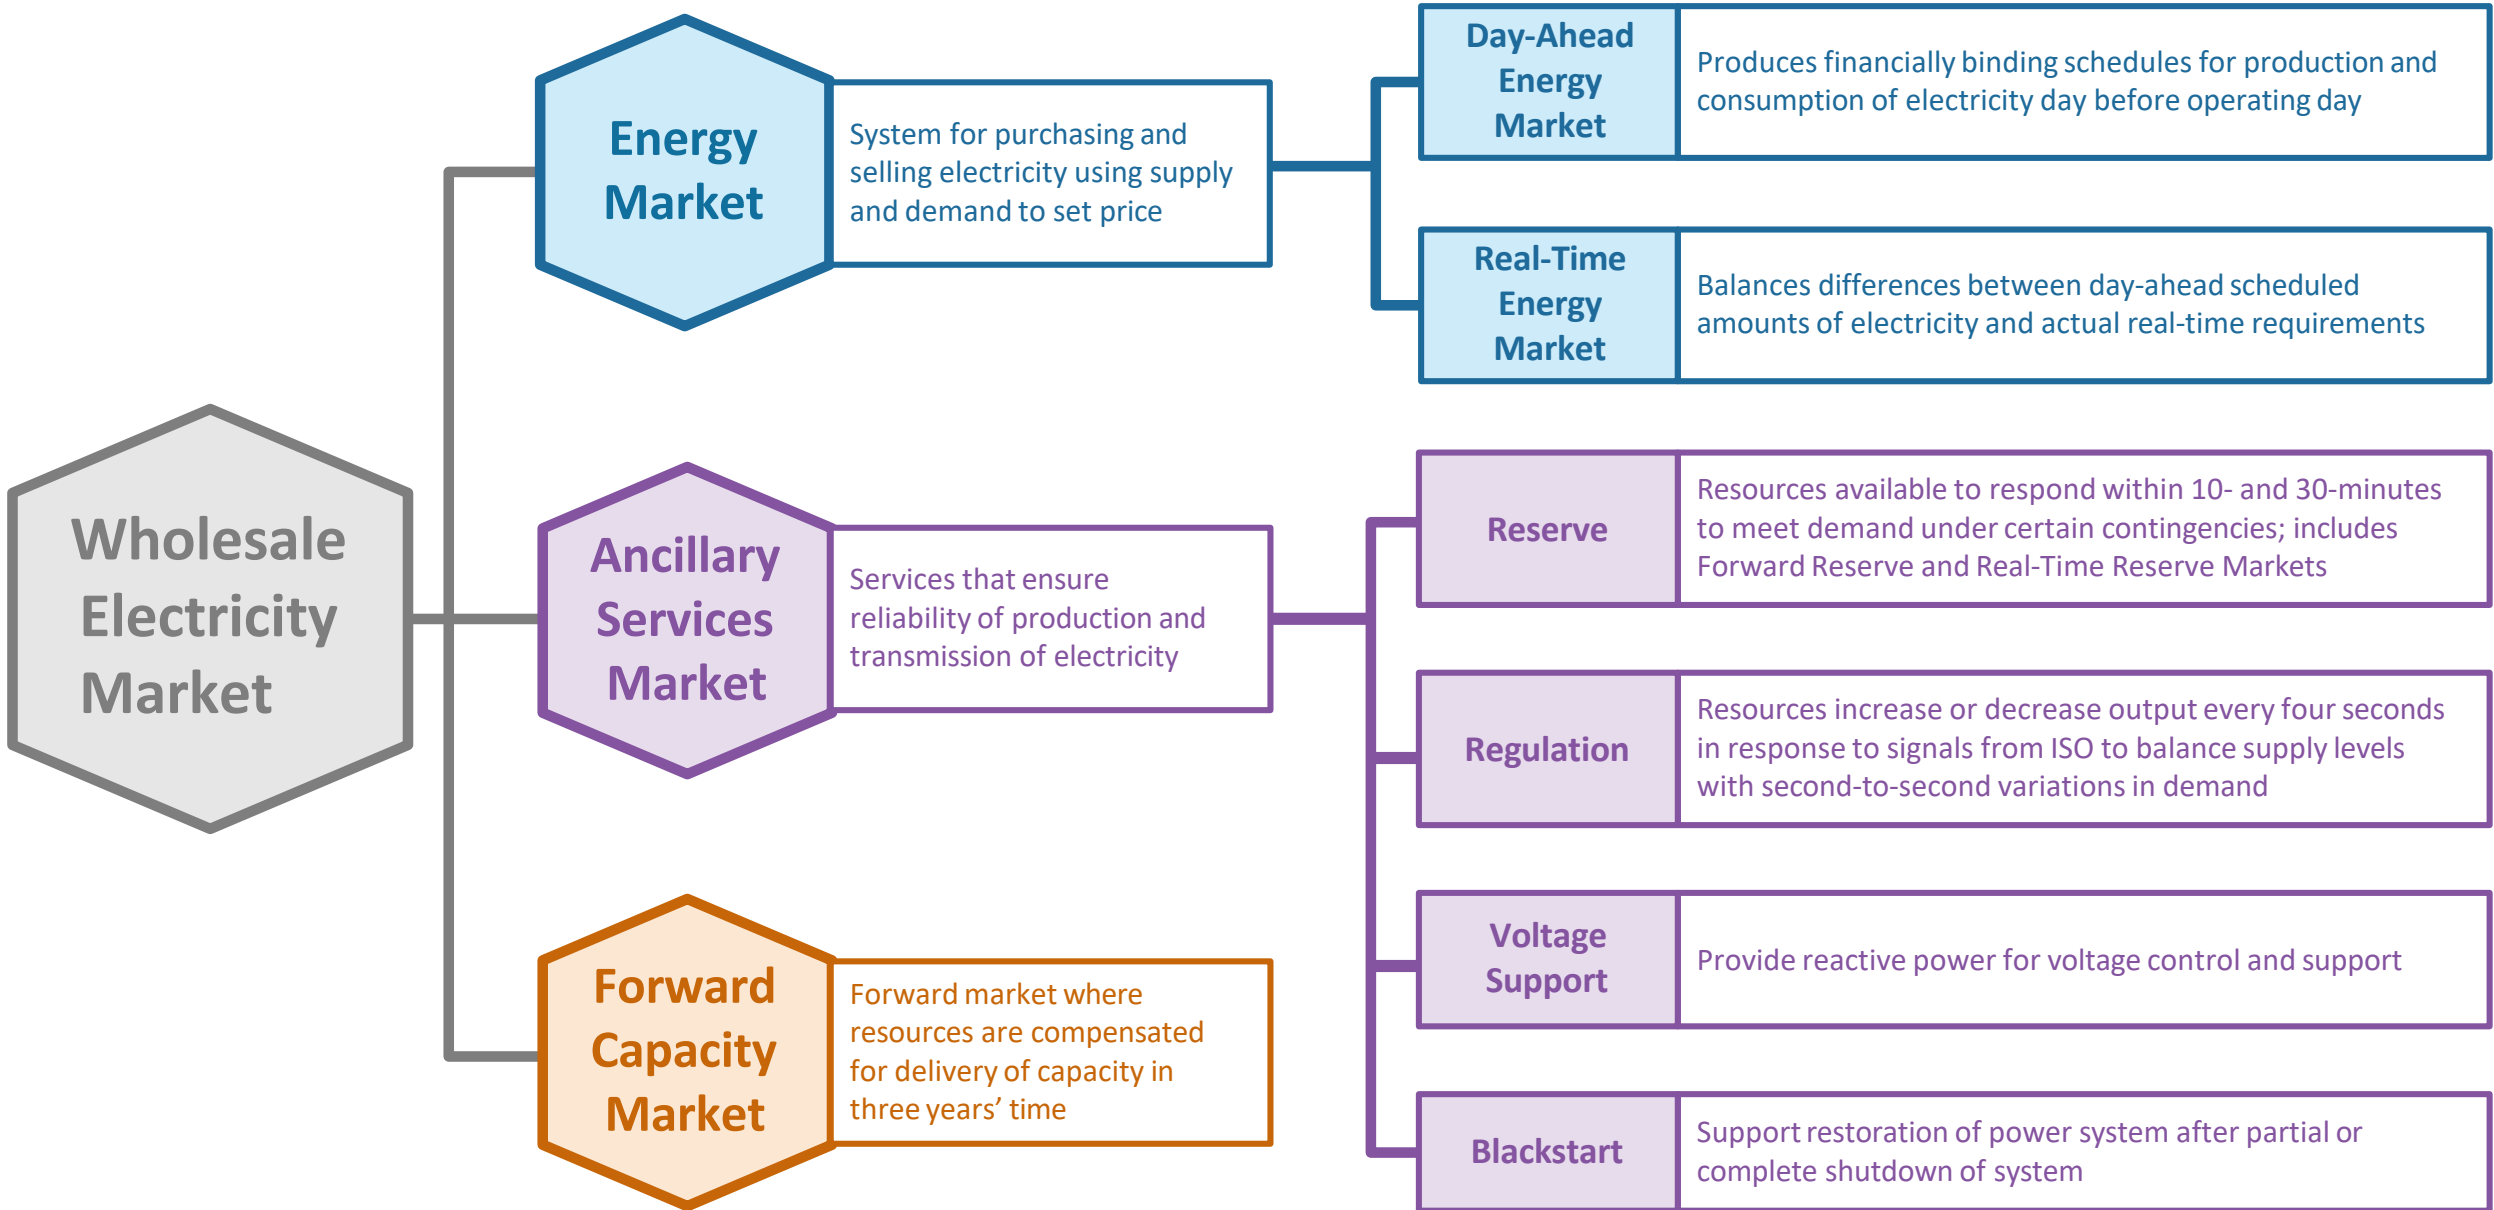 Wholesale
Electricity
Market
Energy
Market
System for purchasing and
selling electricity using supply
and demand to set price
Day-Ahead
Energy
Market
Produces financially binding schedules for production and
consumption of electricity day before operating day
Real-Time
Energy
Market
Balances differences between day-ahead scheduled
amounts of electricity and actual real-time requirements
Ancillary
Services
Market
Services that ensure
reliability of production and
transmission of electricity
Reserve
Resources available to respond within 10- and 30-minutes
to meet demand under certain contingencies; includes
Forward Reserve and Real-Time Reserve Markets
Regulation
Resources increase or decrease output every four seconds
in response to signals from ISO to balance supply levels
with second-to-second variations in demand
Voltage
Support
Provide reactive power for voltage control and support
Blackstart
Support restoration of power system after partial or
complete shutdown of system
Forward
Capacity
Market
Forward market where
resources are compensated
for delivery of capacity in
three years’ time